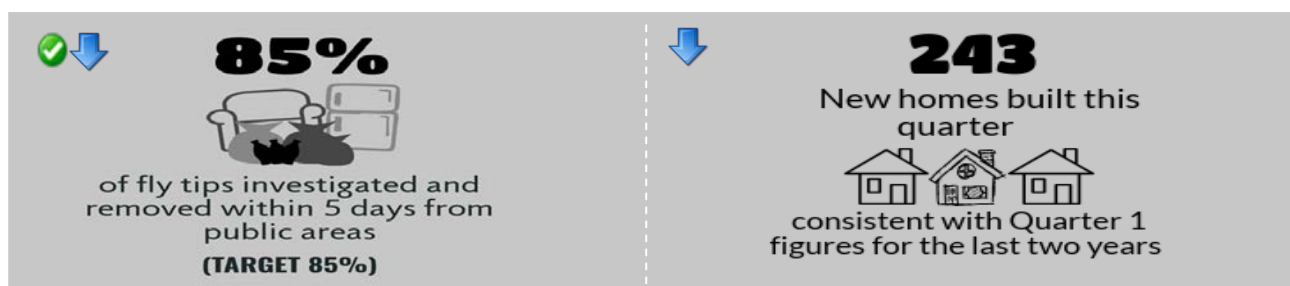 85%
of fly tips investigated and
removed within 5 days from
public areas
(TARGET 85%)
243
New homes built this
quarter
consistent with Quarter 1
figures for the last two years